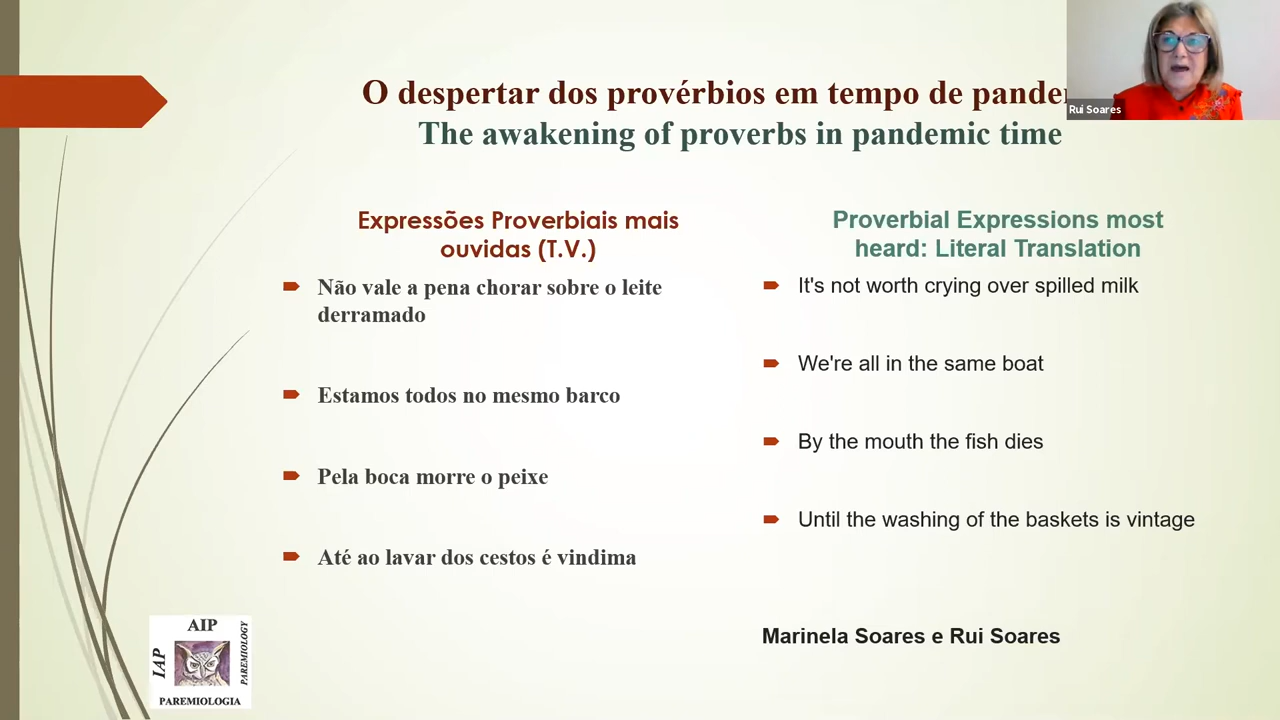 O despertar dos provérbios em tempo de
The awakening of proverbs in pandemic time
Rui Soares
Expressões Proverbiais mais
ouvidas (T.V.)
Não vale a pena chorar sobre o leite
derramado
Estamos todos no mesmo barco
Pela boca morre o peixe
Até ao lavar dos cestos é vindima
Proverbial Expressions most
heard: Literal Translation
It's not worth crying over spilled milk
We're all in the same boat
By the mouth the fish dies
Until the washing of the baskets is vintage
Marinela Soares e Rui Soares
AIP
IAP
PAREMIOLOGY
PAREMIOLOGIA